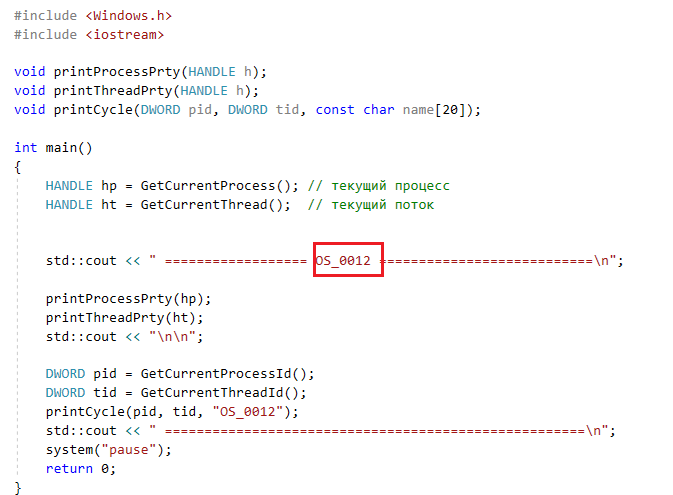 #include <Windows.h>
#include <iostream>
void printProcessPrty(HANDLE h);
void printThreadPrty(HANDLE h);
void printCycle(DWORD pid, DWORD tid, const char name[20]);
int main()
{
HANDLE hp = GetCurrentProcess(); // текущий процесс
HANDLE ht = GetCurrentThread();  // текущий поток
std::cout << " ================== OS_0012 ===========================\n";
printProcessPrty(hp);
printThreadPrty(ht);
std::cout << "\n\n";
DWORD pid = GetCurrentProcessId();
DWORD tid = GetCurrentThreadId();
printCycle(pid, tid, "OS_0012");
std::cout << " =====================================================\n";
system("pause");
return 0;
}